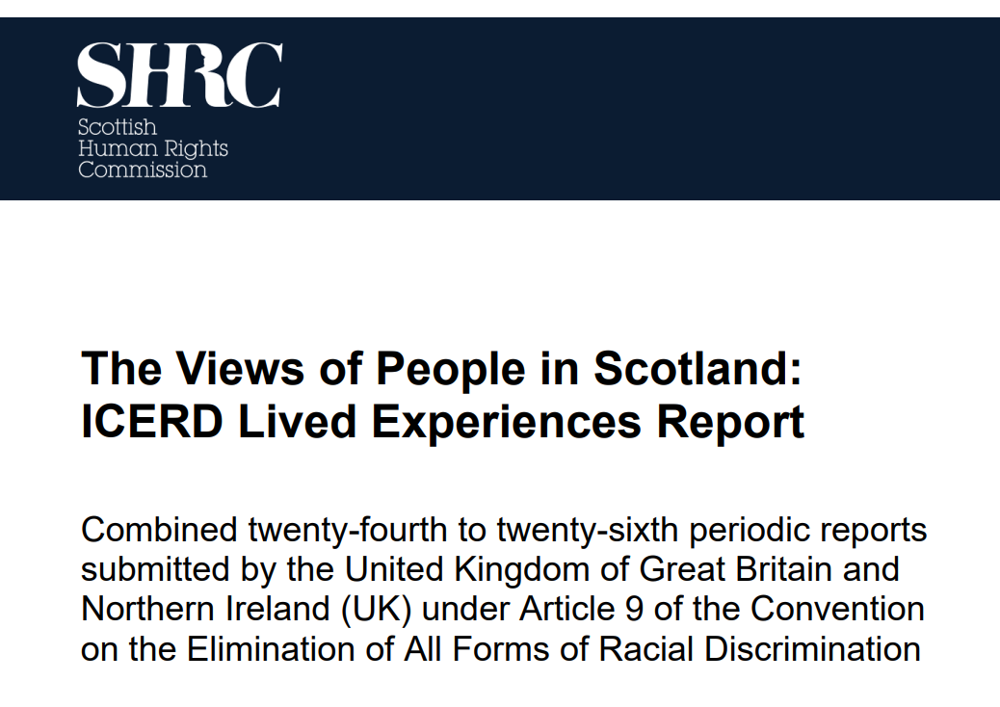 SHRC
Scottish
Human Rights
Commission
The Views of People in Scotland:
ICERD Lived Experiences Report
Combined twenty-fourth to twenty-sixth periodic reports
submitted by the United Kingdom of Great Britain and
Northern Ireland (UK) under Article 9 of the Convention
on the Elimination of All Forms of Racial Discrimination